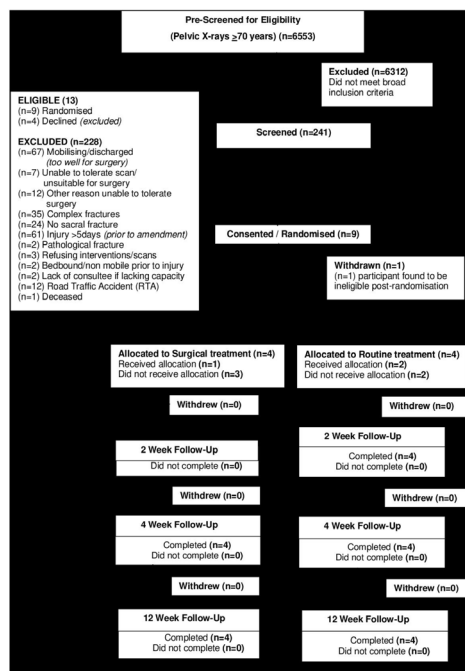 Pre-Screened for Eligibility
(Pelvic X-rays ≥70 years) (n=6553)
Excluded (n=6312)
Did not meet broad
inclusion criteria
ELIGIBLE (13)
(n=9) Randomised
(n=4) Declined (excluded)
EXCLUDED (n=228)
(n=67) Mobilising/discharged
(too well for surgery)
(n=7) Unable to tolerate scan/
unsuitable for surgery
(n=12) Other reason unable to tolerate
surgery
(n=35) Complex fractures
(n=24) No sacral fracture
(n=61) Injury >5days (prior to amendment)
(n=2) Pathological fracture
(n=3) Refusing interventions/scans
(n=2) Bedbound/non mobile prior to injury
(n=2) Lack of consultee if lacking capacity
(n=12) Road Traffic Accident (RTA)
(n=1) Deceased
Screened (n=241)
Consented / Randomised (n=9)
Withdrawn (n=1)
(n=1) participant found to be
ineligible post-randomisation
Allocated to Surgical treatment (n=4)
Received allocation (n=1)
Did not receive allocation (n=3)
Allocated to Routine treatment (n=4)
Received allocation (n=2)
Did not receive allocation (n=2)
Withdrew (n=0)
Withdrew (n=0)
2 Week Follow-Up
Did not complete (n=0)
2 Week Follow-Up
Completed (n=4)
Did not complete (n=0)
Withdrew (n=0)
Withdrew (n=0)
4 Week Follow-Up
Completed (n=4)
Did not complete (n=0)
4 Week Follow-Up
Completed (n=4)
Did not complete (n=0)
Withdrew (n=0)
Withdrew (n=0)
12 Week Follow-Up
Completed (n=4)
Did not complete (n=0)
12 Week Follow-Up
Completed (n=4)
Did not complete (n=0)